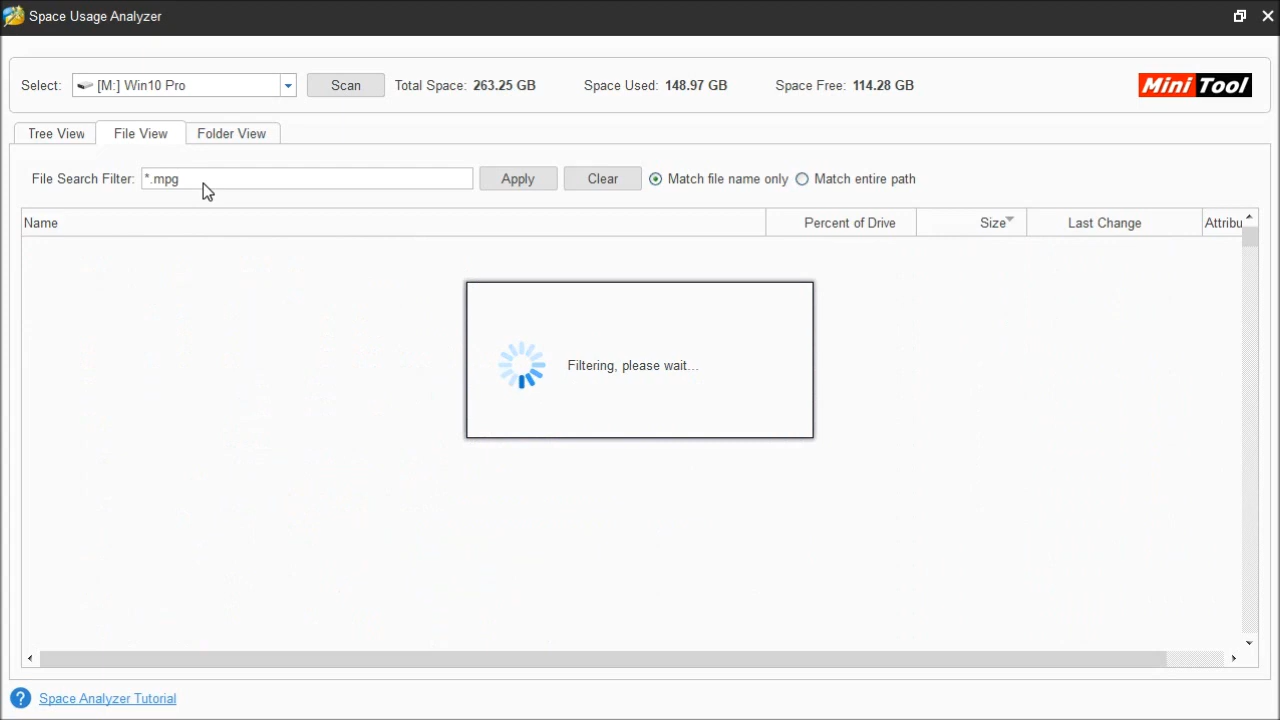 Space Usage Analyzer
Select: [M:] Win10 Pro Scan Total Space: 263.25 GB Space Used: 148.97 GB Space Free: 114.28 GB Mini Tool
Tree View File View Folder View
File Search Filter: *.mpg Apply Clear Match file name only Match entire path
Name Percent of Drive Size Last Change Attribu
Filtering, please wait...
? Space Analyzer Tutorial